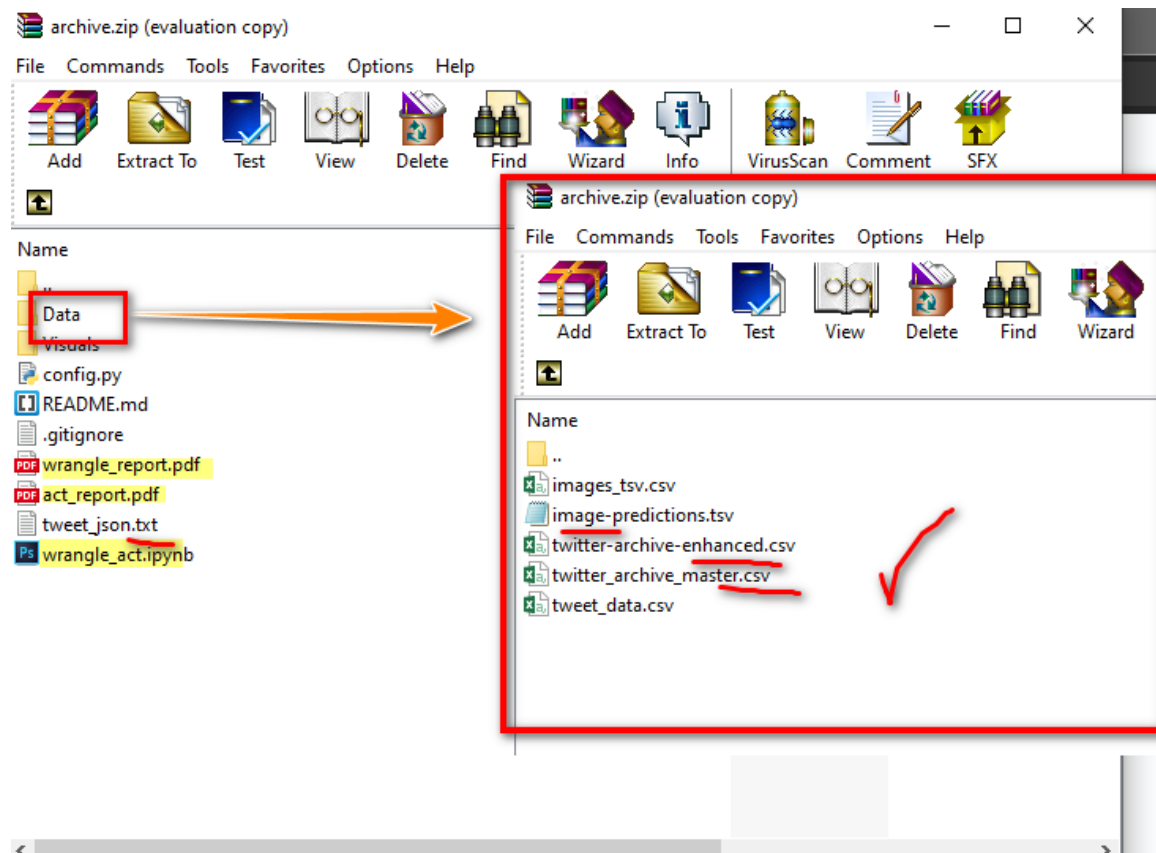 archive.zip (evaluation copy)
File Commands Tools Favorites Options Help
Add Extract To Test View Delete Find Wizard Info VirusScan Comment SFX
Name
..
Data
Visuals
config.py
README.md
.gitignore
PDF wrangle_report.pdf
PDF act_report.pdf
tweet_json.txt
Ps wrangle_act.ipynb
archive.zip (evaluation copy)
File Commands Tools Favorites Options Help
Add Extract To Test View Delete Find Wizard
Name
..
images_tsv.csv
image-predictions.tsv
twitter-archive-enhanced.csv
twitter_archive_master.csv
tweet_data.csv